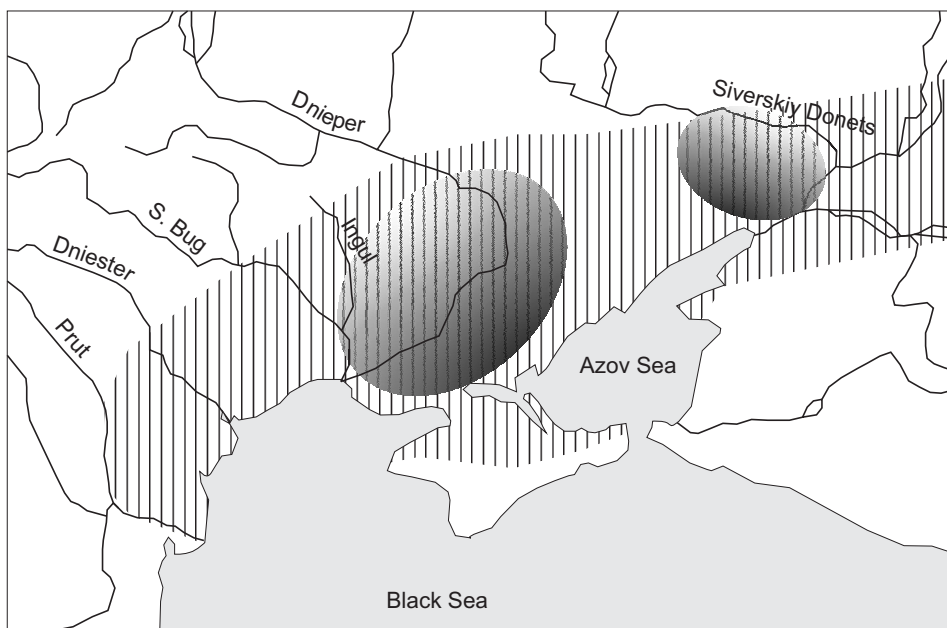 Siverskiy Donets
Dnieper
S. Bug
Ingul
Dniester
Prut
Azov Sea
Black Sea